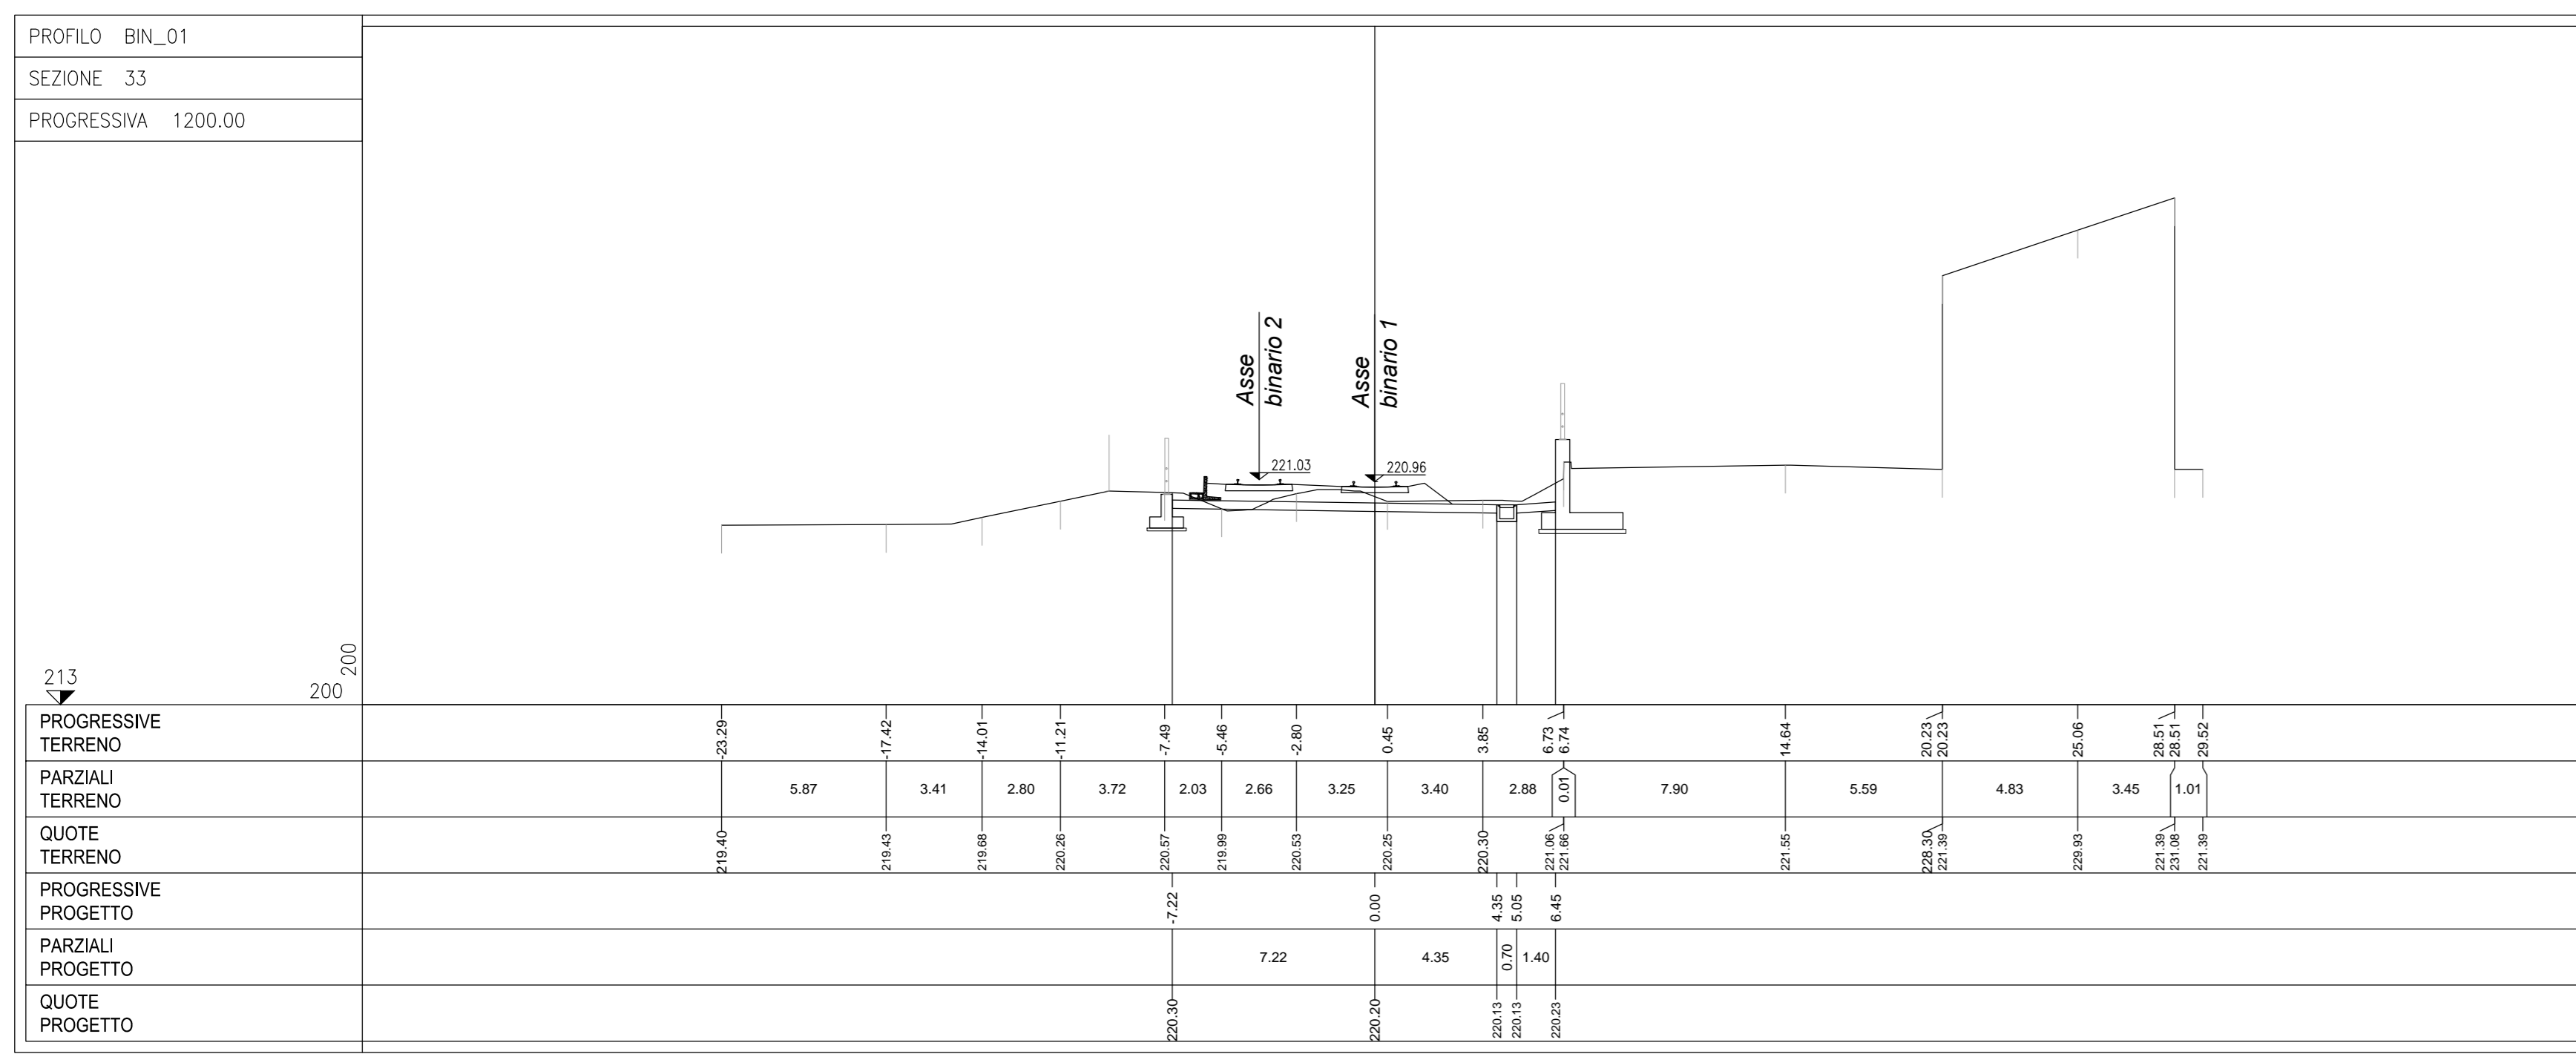 PROFILO BIN_01
SEZIONE 33
PROGRESSIVA 1200.00
Asse
binario 2
Asse
binario 1
221.03
220.96
213
200
200
PROGRESSIVE
TERRENO
-23.29 -17.42 -14.01 -11.21 -7.49 -5.46 -2.80 0.45 3.85 6.73 6.74 14.64 20.23 20.23 25.06 28.51 28.51 29.52
PARZIALI
TERRENO
5.87 3.41 2.80 3.72 2.03 2.66 3.25 3.40 2.88 0.01 7.90 5.59 4.83 3.45 1.01
QUOTE
TERRENO
219.40 219.43 219.68 220.26 220.57 219.99 220.53 220.25 220.30 221.06 221.66 221.55 228.30 221.39 229.93 221.39 231.08 221.39
PROGRESSIVE
PROGETTO
-7.22 0.00 4.35 5.05 6.45
PARZIALI
PROGETTO
7.22 4.35 0.70 1.40
QUOTE
PROGETTO
220.30 220.20 220.13 220.13 220.23